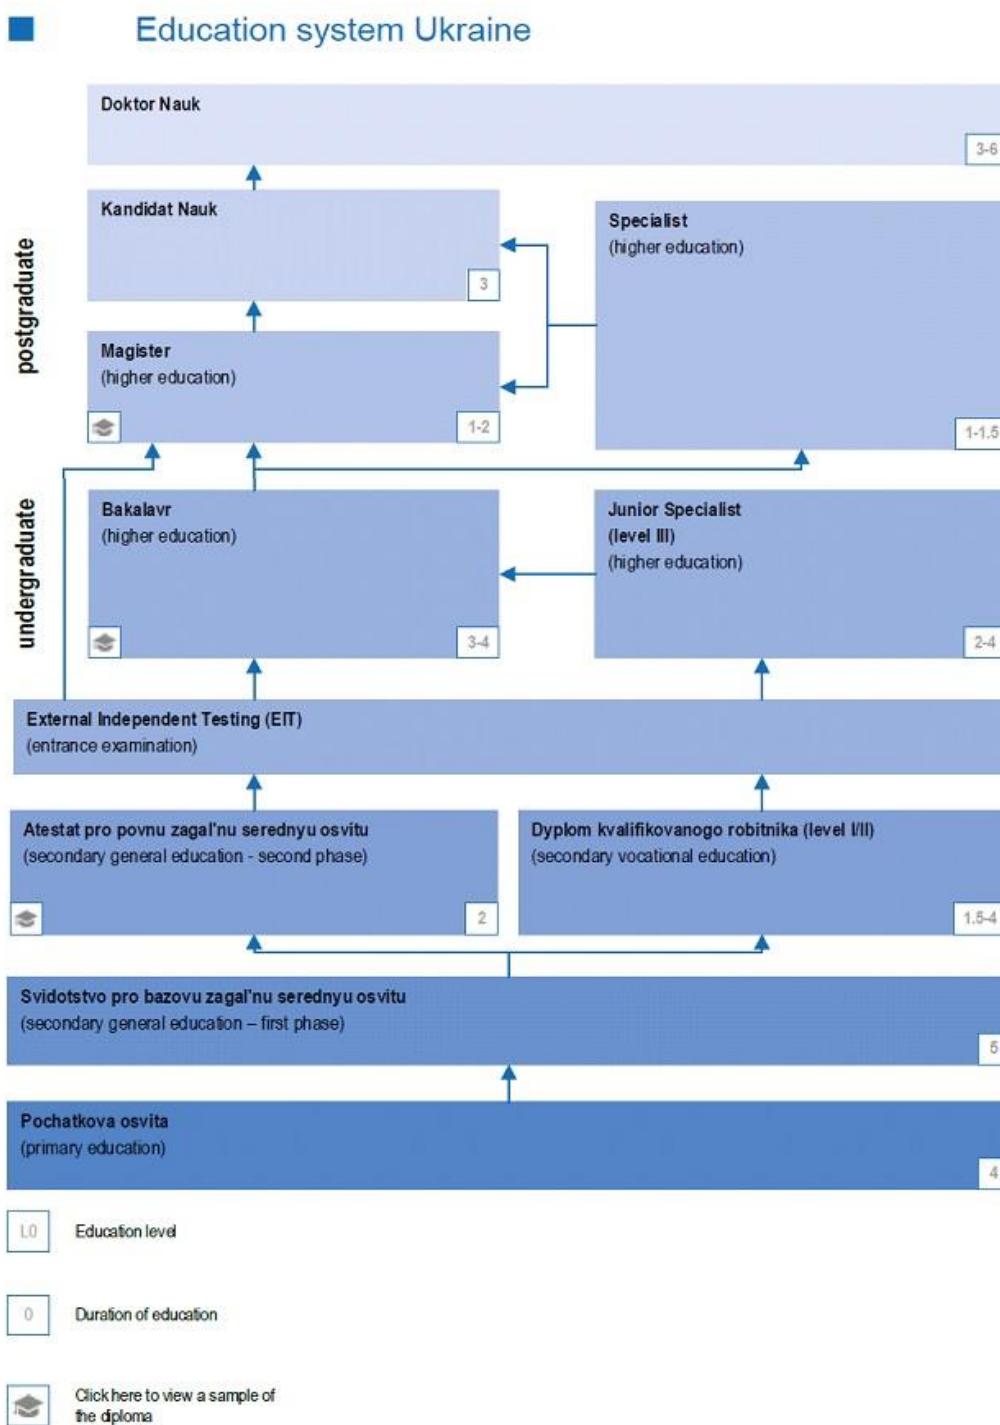 Education system Ukraine
Doktor Nauk
3-6
postgraduate
Kandidat Nauk
3
Specialist
(higher education)
1-1.5
Magister
(higher education)
1-2
undergraduate
Bakalavr
(higher education)
3-4
Junior Specialist
(level III)
(higher education)
2-4
External Independent Testing (EIT)
(entrance examination)
Atestat pro povnu zagal'nu serednyu osvitu
(secondary general education - second phase)
2
Dyplom kvalifikovanogo robitnika (level I/II)
(secondary vocational education)
1.5-4
Svidotstvo pro bazovu zagal'nu serednyu osvitu
(secondary general education – first phase)
5
Pochatkova osvita
(primary education)
4
L0
Education level
0
Duration of education
Click here to view a sample of
the diploma